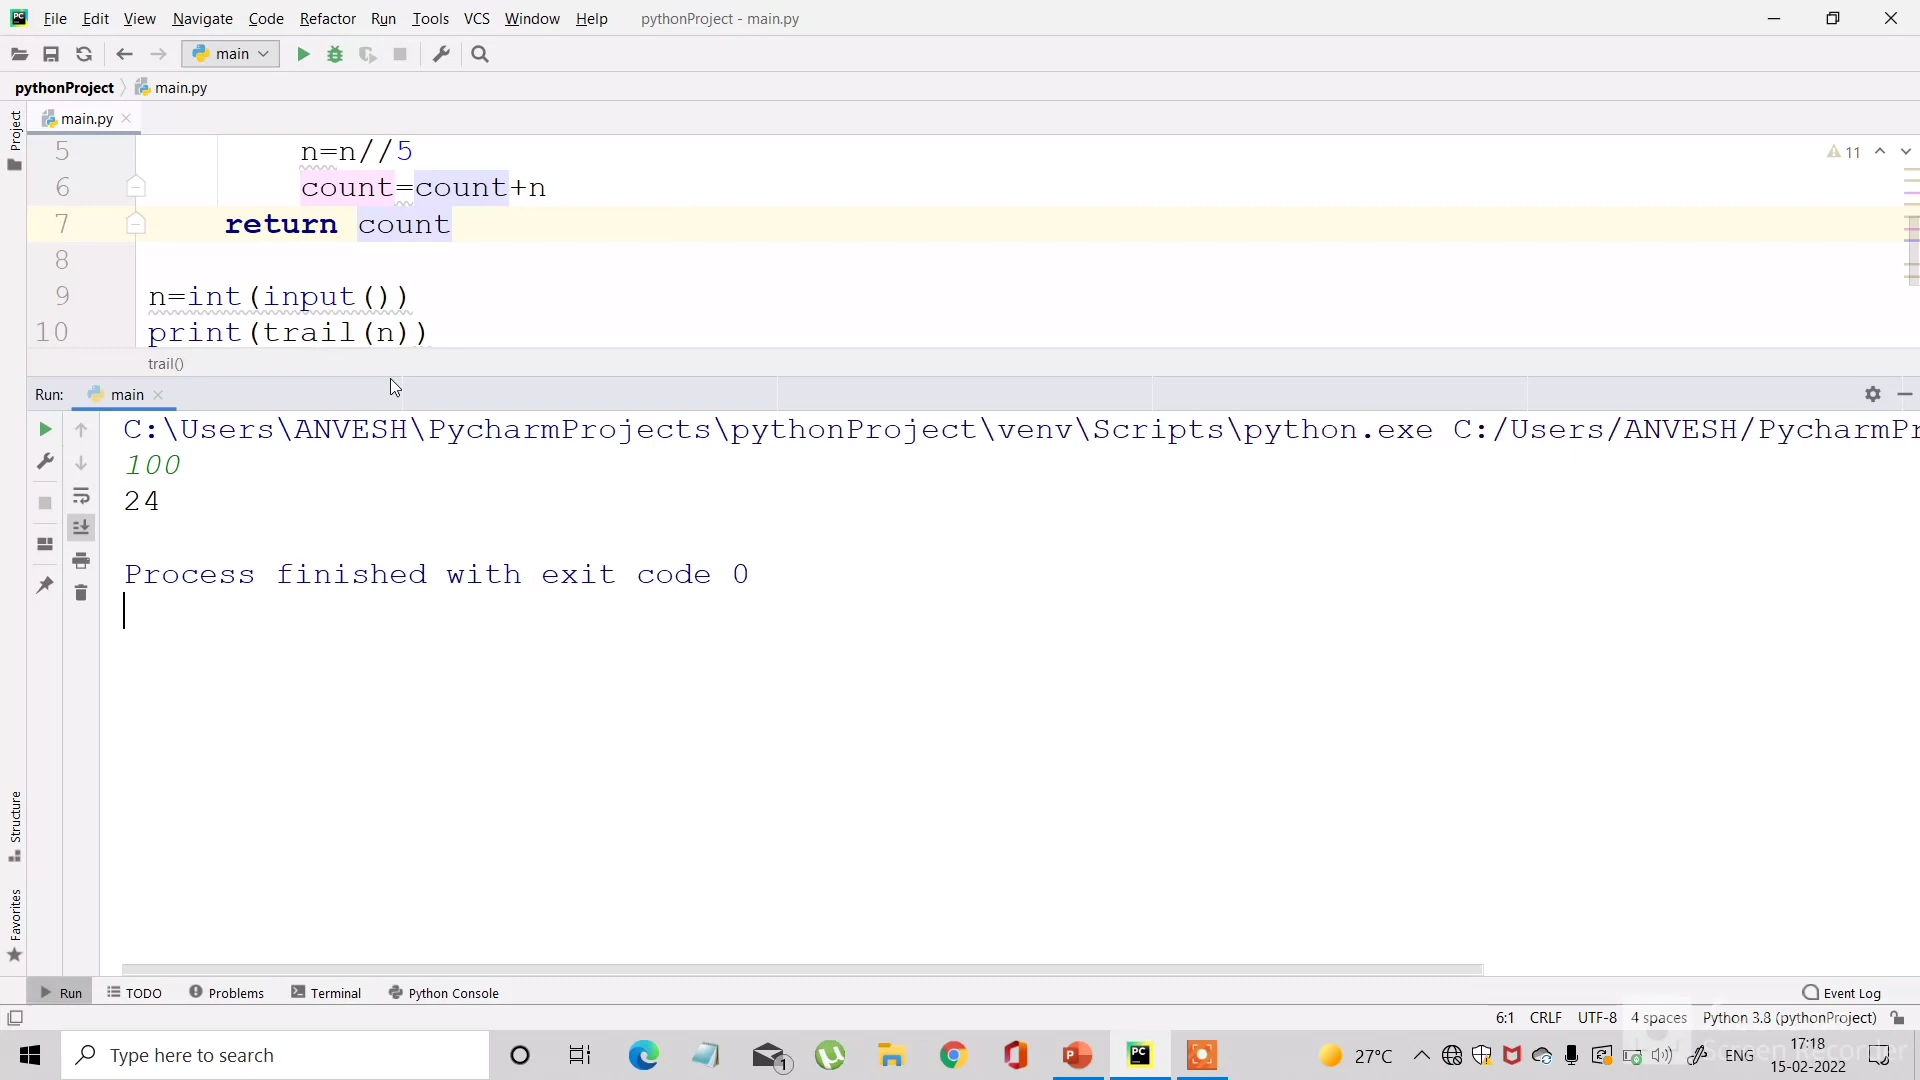 File Edit View Navigate Code Refactor Run Tools VCS Window Help pythonProject - main.py
main
pythonProject main.py
Project
main.py
11
5 n=n//5
6 count=count+n
7 return count
8
9 n=int(input())
10 print(trail(n))
trail()
Run: main
C:\Users\ANVESH\PycharmProjects\pythonProject\venv\Scripts\python.exe C:/Users/ANVESH/PycharmPr
100
24
Process finished with exit code 0
Structure
Favorites
Run TODO Problems Terminal Python Console Event Log
6:1 CRLF UTF-8 4 spaces Python 3.8 (pythonProject)
Type here to search
1
27°C ENG 17:18
15-02-2022
Screen Recorder